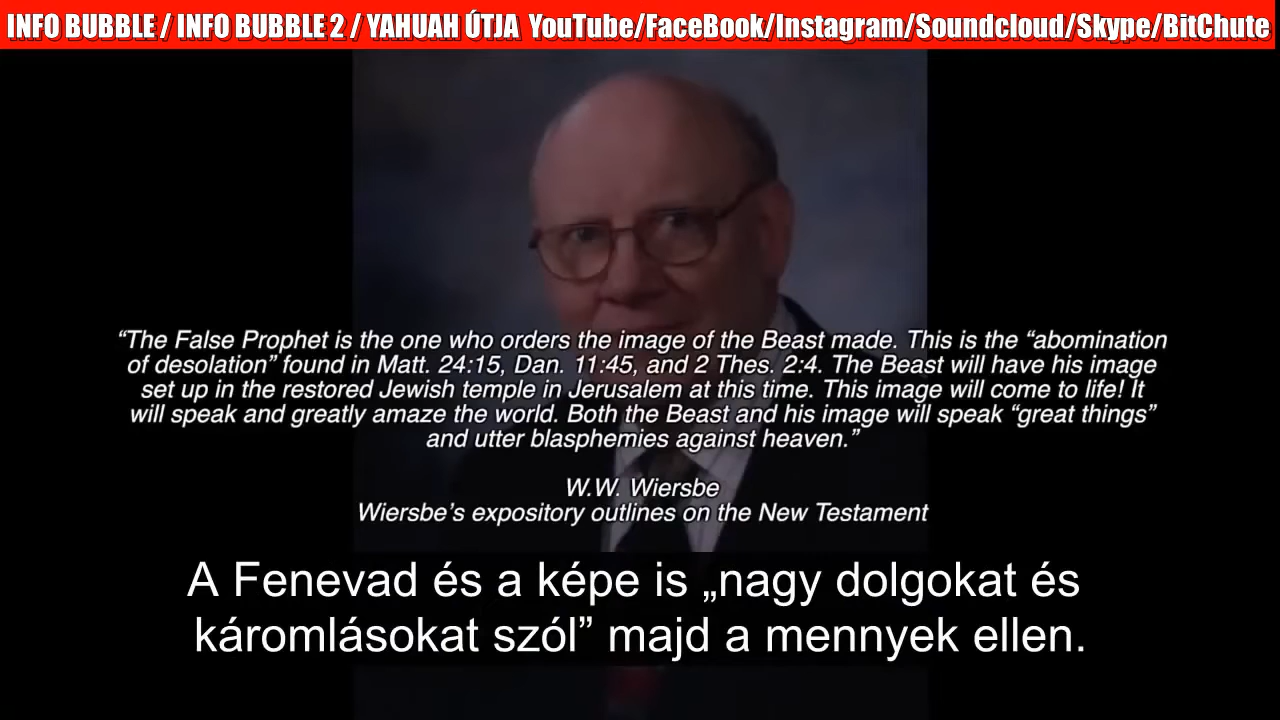 INFO BUBBLE / INFO BUBBLE 2 / YAHUAH ÚTJA YouTube/FaceBook/Instagram/Soundcloud/Skype/BitChute
“The False Prophet is the one who orders the image of the Beast made. This is the “abomination
of desolation” found in Matt. 24:15, Dan. 11:45, and 2 Thes. 2:4. The Beast will have his image
set up in the restored Jewish temple in Jerusalem at this time. This image will come to life! It
will speak and greatly amaze the world. Both the Beast and his image will speak “great things”
and utter blasphemies against heaven.”
W.W. Wiersbe
Wiersbe’s expository outlines on the New Testament
A Fenevad és a képe is „nagy dolgokat és
káromlásokat szól” majd a mennyek ellen.